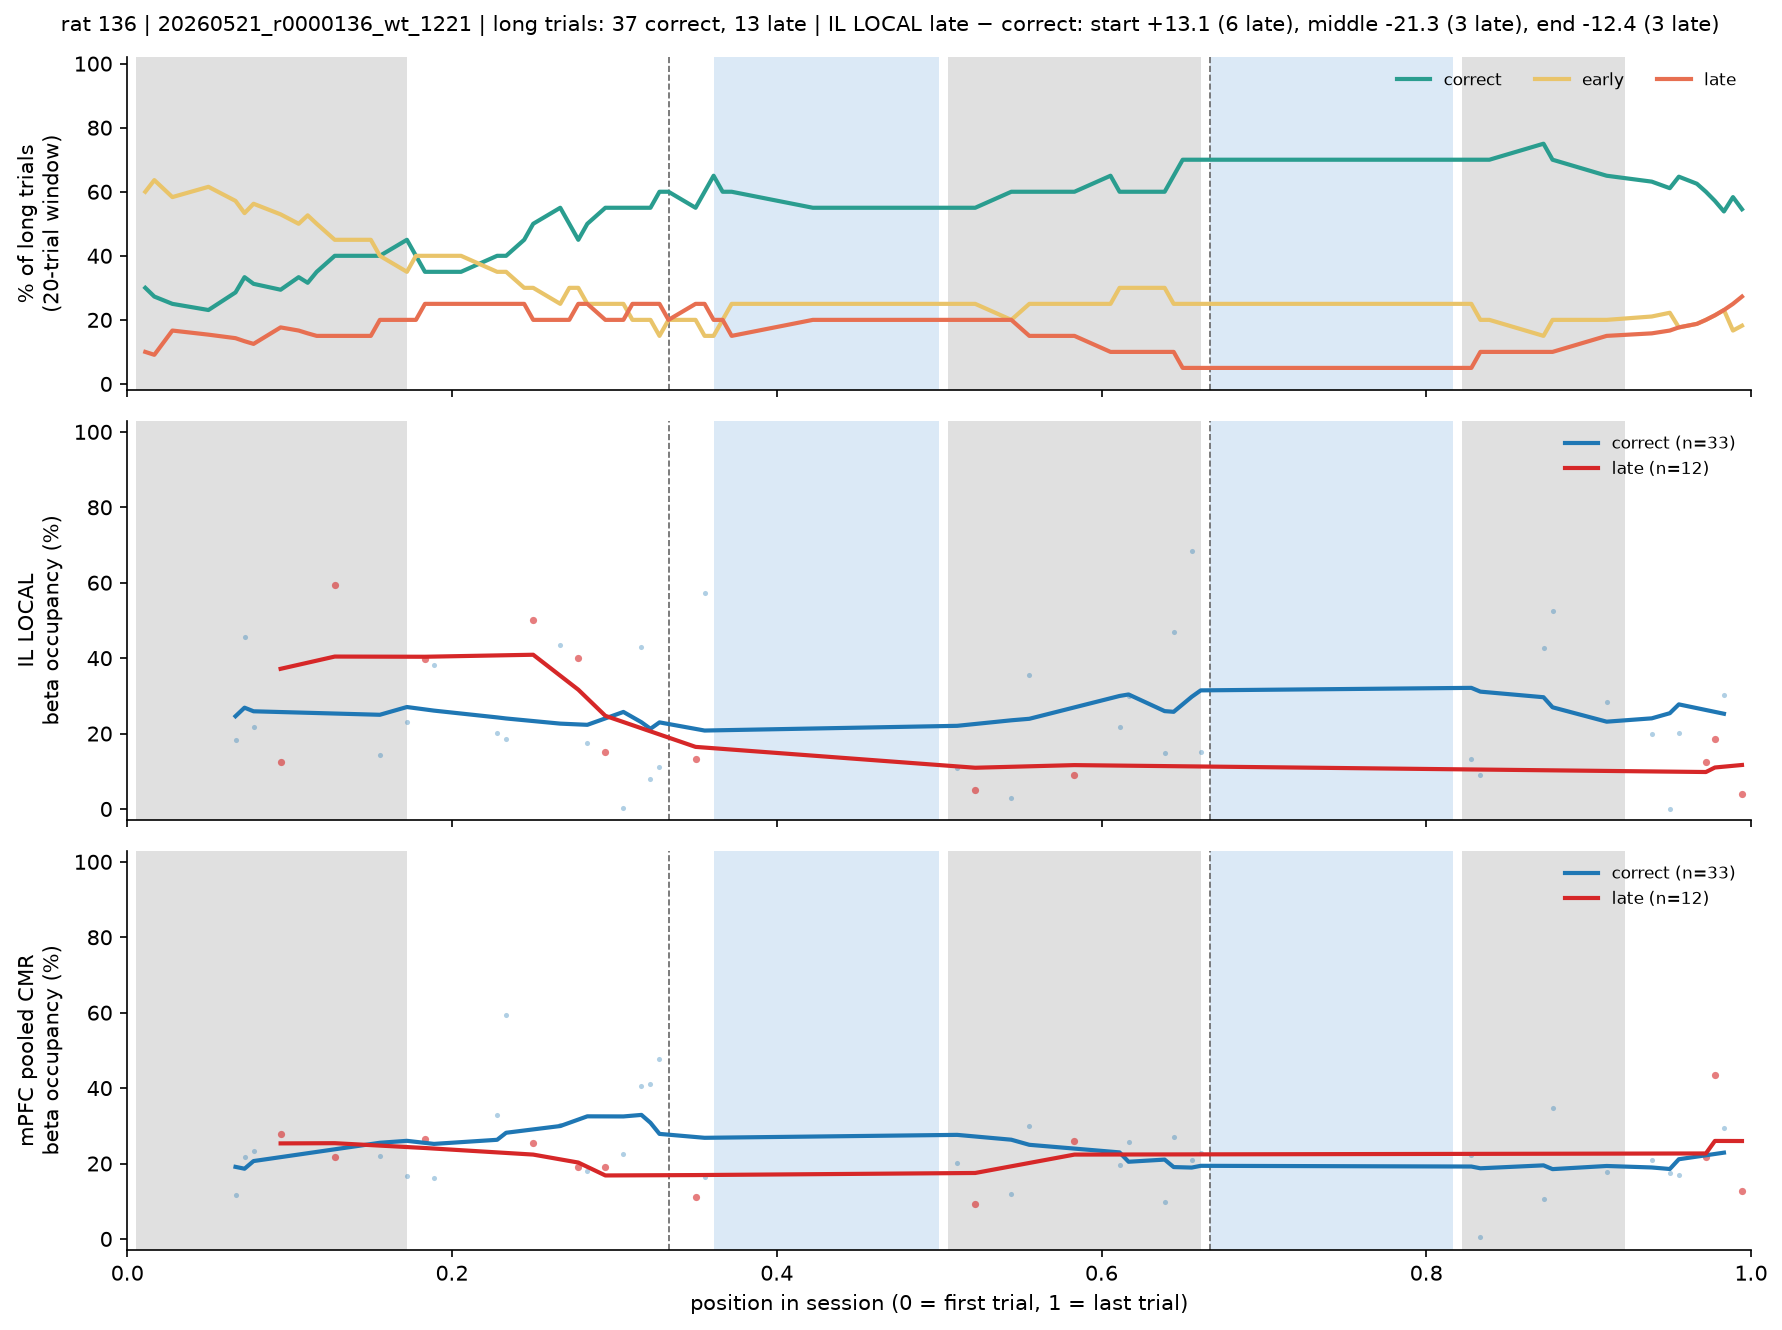 rat 136 | 20260521_r0000136_wt_1221 | long trials: 37 correct, 13 late | IL LOCAL late − correct: start +13.1 (6 late), middle -21.3 (3 late), end -12.4 (3 late)
% of long trials
(20-trial window)
100
80
60
40
20
0
correct
early
late
IL LOCAL
beta occupancy (%)
100
80
60
40
20
0
correct (n=33)
late (n=12)
mPFC pooled CMR
beta occupancy (%)
100
80
60
40
20
0
correct (n=33)
late (n=12)
0.0
0.2
0.4
0.6
0.8
1.0
position in session (0 = first trial, 1 = last trial)